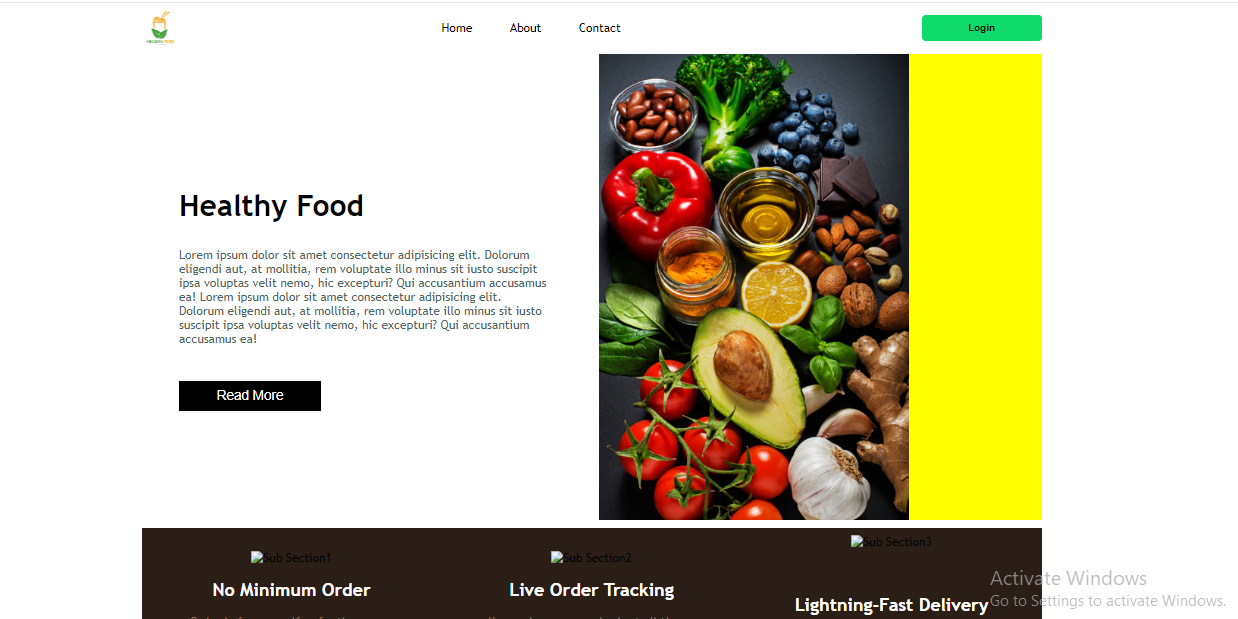 HEALTHY FOOD
Home About Contact
Login
Healthy Food
Lorem ipsum dolor sit amet consectetur adipisicing elit. Dolorum
eligendi aut, at mollitia, rem voluptate illo minus sit iusto suscipit
ipsa voluptas velit nemo, hic excepturi? Qui accusantium accusamus
ea! Lorem ipsum dolor sit amet consectetur adipisicing elit.
Dolorum eligendi aut, at mollitia, rem voluptate illo minus sit iusto
suscipit ipsa voluptas velit nemo, hic excepturi? Qui accusantium
accusamus ea!
Read More
Sub Section1 Sub Section2 Sub Section3
No Minimum Order Live Order Tracking Lightning-Fast Delivery
Activate Windows
Go to Settings to activate Windows.